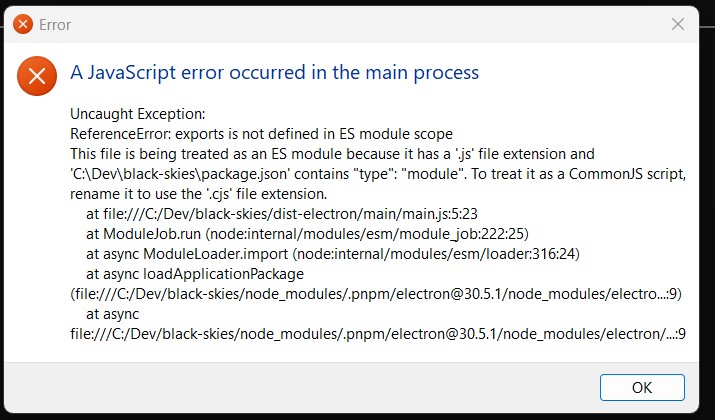 Error
A JavaScript error occurred in the main process
Uncaught Exception:
ReferenceError: exports is not defined in ES module scope
This file is being treated as an ES module because it has a '.js' file extension and
'C:\Dev\black-skies\package.json' contains "type": "module". To treat it as a CommonJS script,
rename it to use the '.cjs' file extension.
at file:///C:/Dev/black-skies/dist-electron/main/main.js:5:23
at ModuleJob.run (node:internal/modules/esm/module_job:222:25)
at async ModuleLoader.import (node:internal/modules/esm/loader:316:24)
at async loadApplicationPackage
(file:///C:/Dev/black-skies/node_modules/.pnpm/electron@30.5.1/node_modules/electro...:9)
at async
file:///C:/Dev/black-skies/node_modules/.pnpm/electron@30.5.1/node_modules/electron/...:9
OK